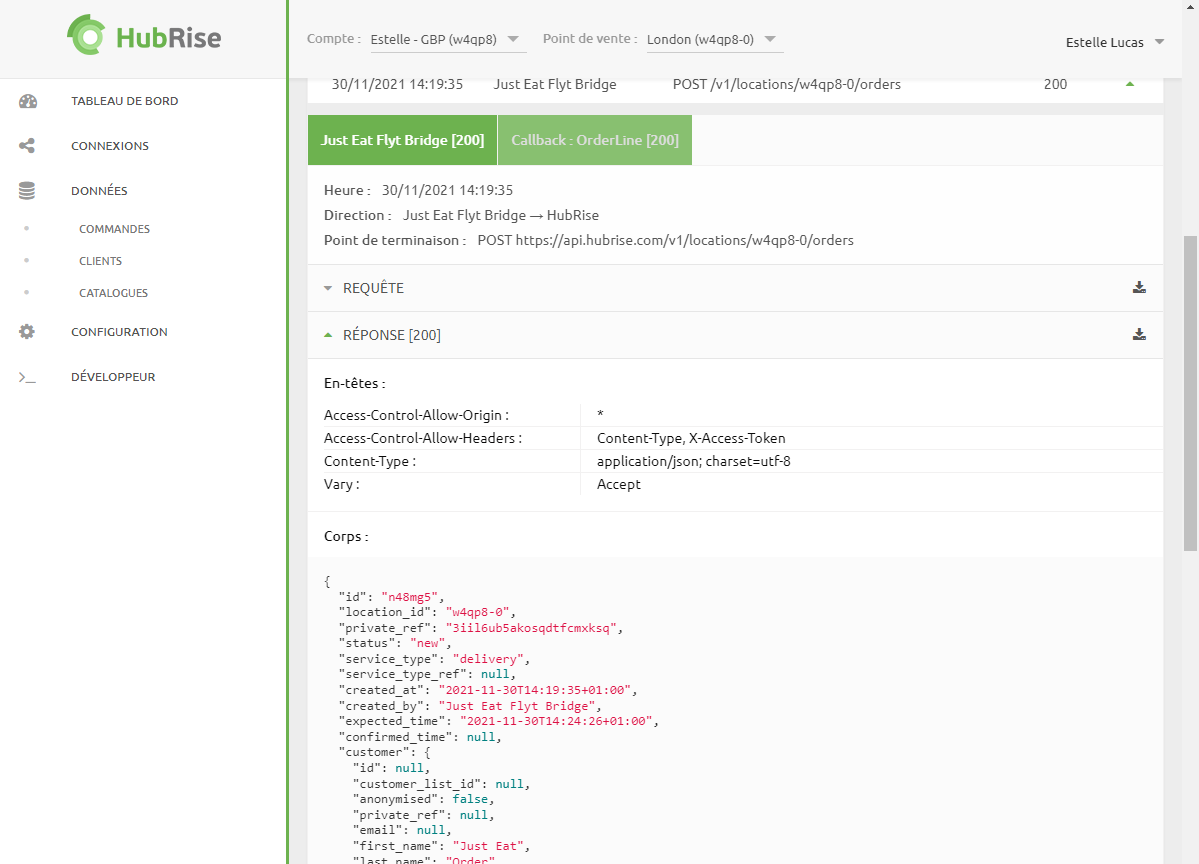 HubRise
Compte : Estelle - GBP (w4qp8) Point de vente : London (w4qp8-0)
Estelle Lucas
TABLEAU DE BORD
CONNEXIONS
DONNÉES
COMMANDES
CLIENTS
CATALOGUES
CONFIGURATION
DÉVELOPPEUR
30/11/2021 14:19:35 Just Eat Flyt Bridge POST /v1/locations/w4qp8-0/orders 200
Just Eat Flyt Bridge [200] Callback : OrderLine [200]
Heure : 30/11/2021 14:19:35
Direction : Just Eat Flyt Bridge → HubRise
Point de terminaison : POST https://api.hubrise.com/v1/locations/w4qp8-0/orders
REQUÊTE
RÉPONSE [200]
En-têtes :
Access-Control-Allow-Origin : *
Access-Control-Allow-Headers : Content-Type, X-Access-Token
Content-Type : application/json; charset=utf-8
Vary : Accept
Corps :
{
"id": "n48mg5",
"location_id": "w4qp8-0",
"private_ref": "3iil6ub5akosqdtfcmxksq",
"status": "new",
"service_type": "delivery",
"service_type_ref": null,
"created_at": "2021-11-30T14:19:35+01:00",
"created_by": "Just Eat Flyt Bridge",
"expected_time": "2021-11-30T14:24:26+01:00",
"confirmed_time": null,
"customer": {
"id": null,
"customer_list_id": null,
"anonymised": false,
"private_ref": null,
"email": null,
"first_name": "Just Eat",
"last_name": "Order"